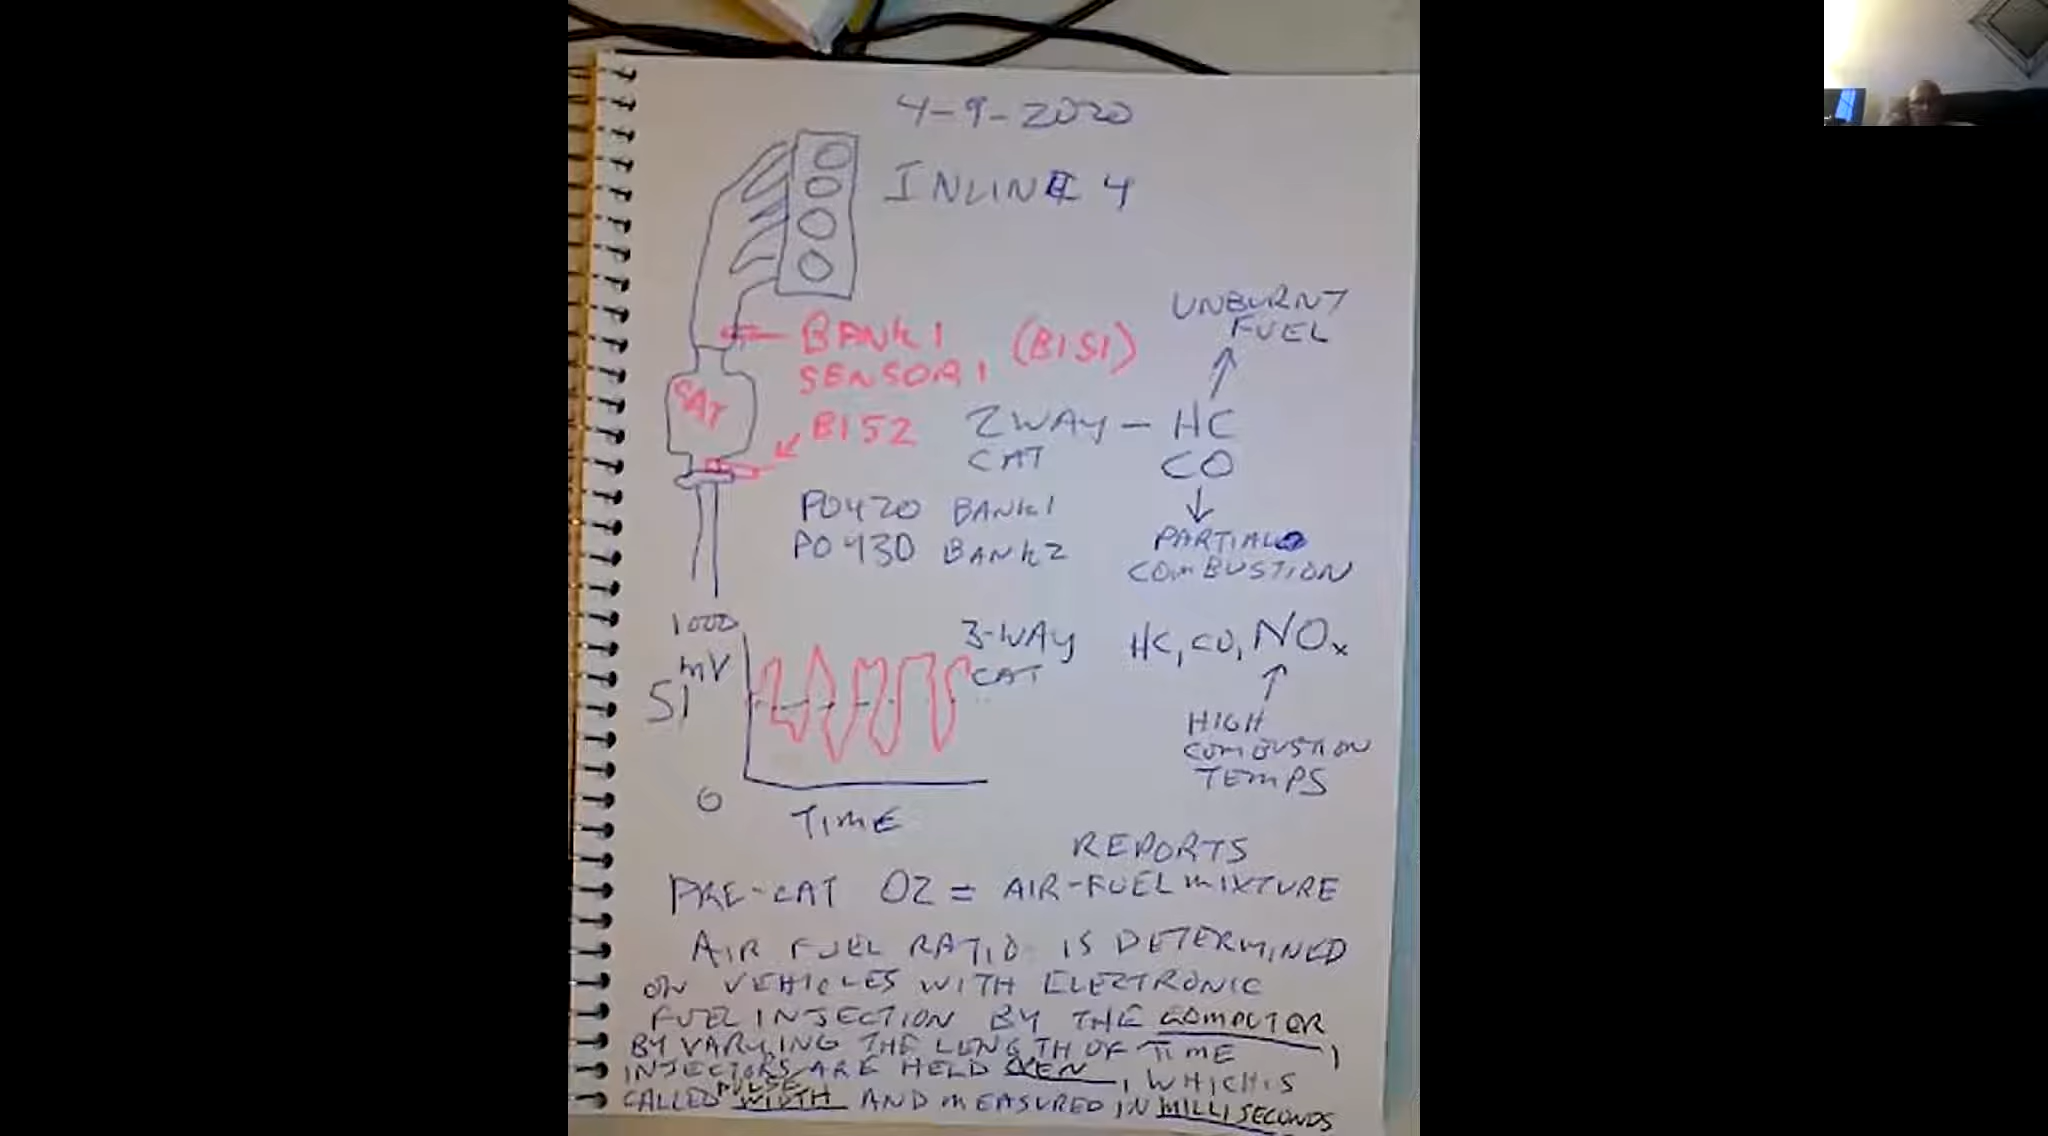 4-9-2020
INLINE 4
UNBURNT
FUEL
BANK 1
SENSOR 1
(B1S1)
CAT
B1S2
2 WAY - HC
CAT
CO
P0420 BANK 1
P0430 BANK 2
PARTIAL
COMBUSTION
1000
mV
S1
0
TIME
3-WAY
CAT
HC, CO, NOx
HIGH
COMBUSTION
TEMPS
REPORTS
PRE-CAT O2 = AIR-FUEL MIXTURE
AIR FUEL RATIO IS DETERMINED
ON VEHICLES WITH ELECTRONIC
FUEL INJECTION BY THE COMPUTOR,
BY VARYING THE LENGTH OF TIME
INJECTORS ARE HELD OPEN, WHICH IS
CALLED PULSE WIDTH AND MEASURED IN MILLISECONDS